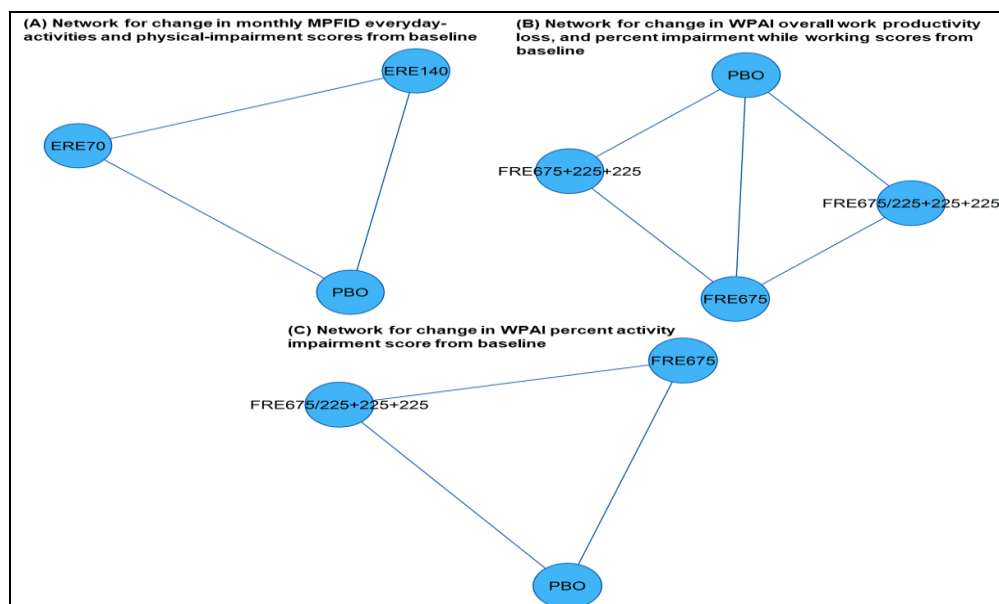 (A) Network for change in monthly MPFID everyday-
activities and physical-impairment scores from baseline
ERE140
ERE70
PBO
(B) Network for change in WPAI overall work productivity
loss, and percent impairment while working scores from
baseline
PBO
FRE675+225+225
FRE675/225+225+225
FRE675
(C) Network for change in WPAI percent activity
impairment score from baseline
FRE675
FRE675/225+225+225
PBO